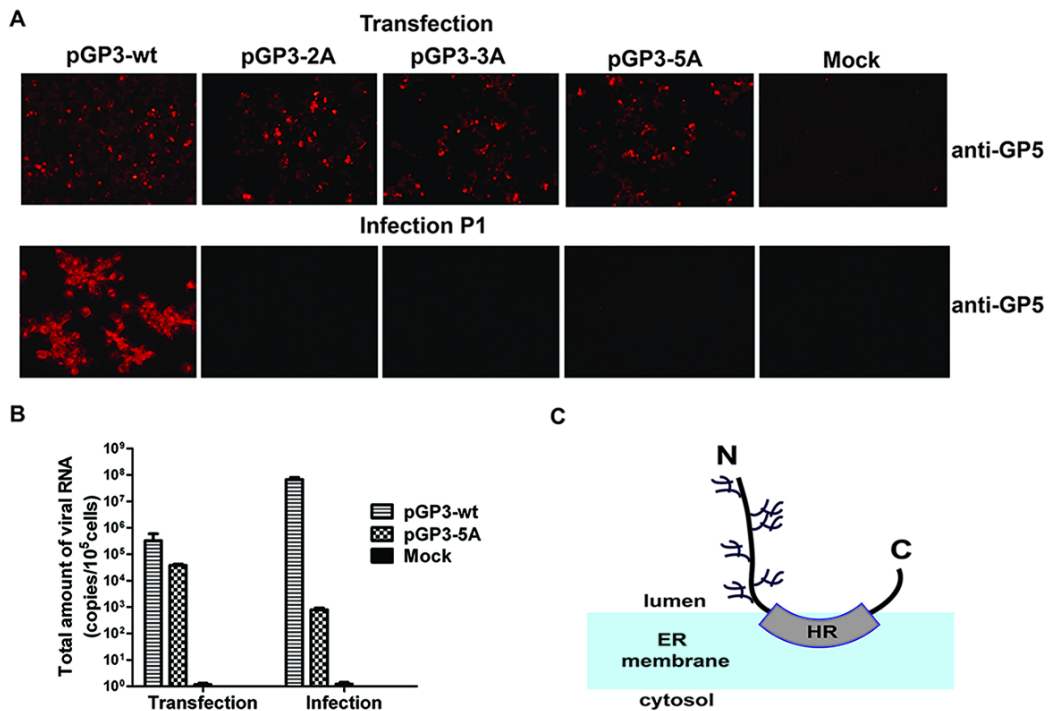 A
Transfection
pGP3-wt pGP3-2A pGP3-3A pGP3-5A Mock
anti-GP5
Infection P1
anti-GP5
B
Total amount of viral RNA
(copies/10⁵cells)
10⁹
10⁸
10⁷
10⁶
10⁵
10⁴
10³
10²
10¹
10⁰
Transfection Infection
pGP3-wt
pGP3-5A
Mock
C
N
C
lumen
HR
ER
membrane
cytosol